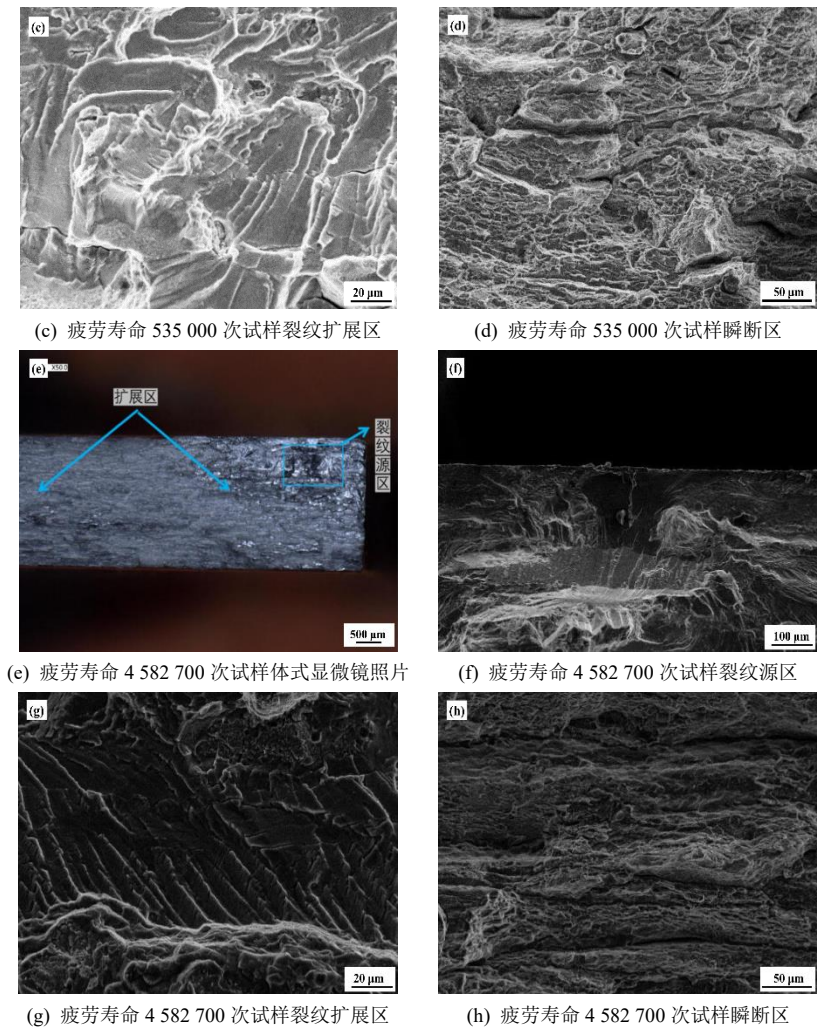 (c)
(d)
20 μm
50 μm
(c) 疲劳寿命 535 000 次试样裂纹扩展区
(d) 疲劳寿命 535 000 次试样瞬断区
(e) X50.0
(f)
扩展区
裂纹源区
500 μm
100 μm
(e) 疲劳寿命 4 582 700 次试样体式显微镜照片
(f) 疲劳寿命 4 582 700 次试样裂纹源区
(g)
(h)
20 μm
50 μm
(g) 疲劳寿命 4 582 700 次试样裂纹扩展区
(h) 疲劳寿命 4 582 700 次试样瞬断区